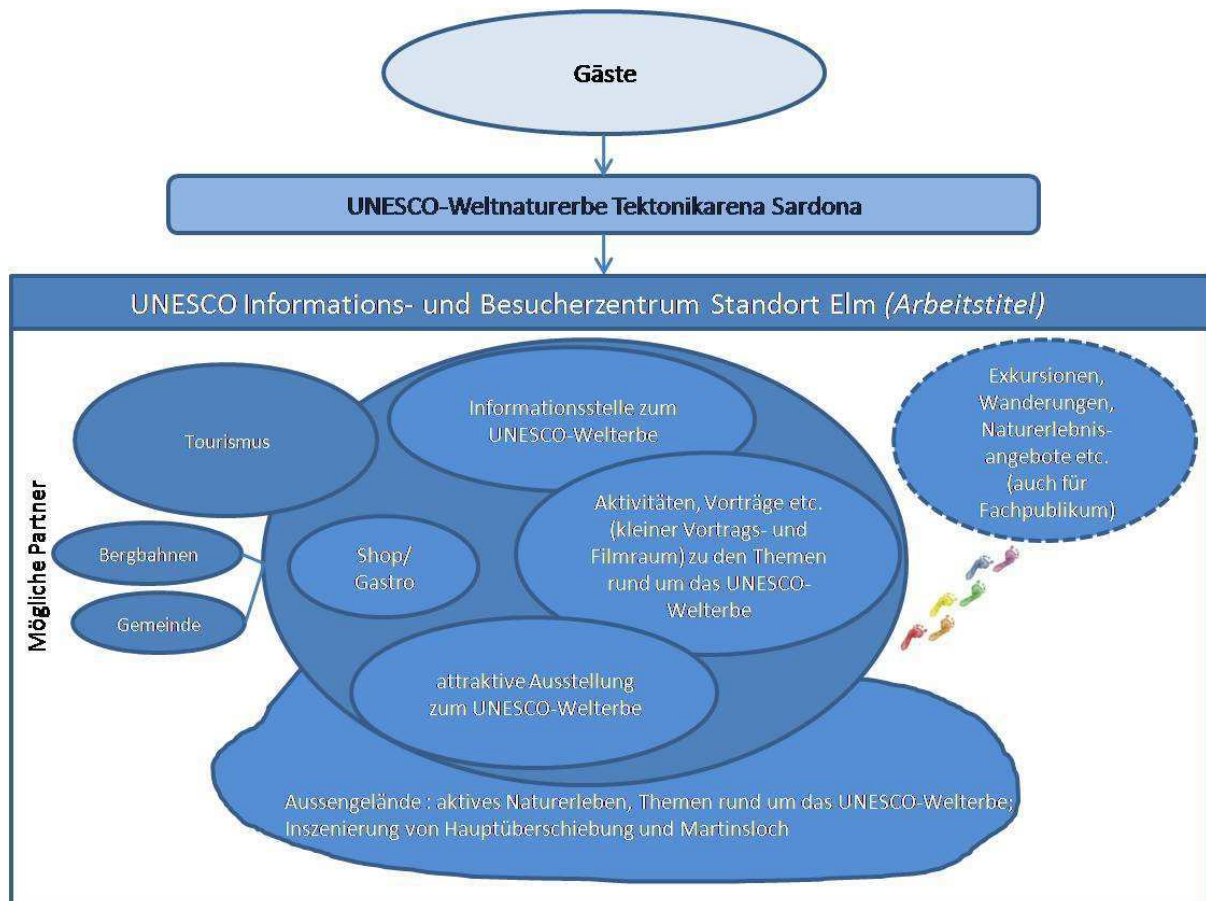 Gäste
UNESCO-Weltnaturerbe Tektonikarena Sardona
UNESCO Informations- und Besucherzentrum Standort Elm (Arbeitstitel)
Mögliche Partner
Tourismus
Bergbahnen
Gemeinde
Informationsstelle zum
UNESCO-Welterbe
Shop/
Gastro
Aktivitäten, Vorträge etc.
(kleiner Vortrags- und
Filmraum) zu den Themen
rund um das UNESCO-
Welterbe
attraktive Ausstellung
zum UNESCO-Welterbe
Exkursionen,
Wanderungen,
Naturerlebnis-
angebote etc.
(auch für
Fachpublikum)
Aussengelände : aktives Naturerleben, Themen rund um das UNESCO-Welterbe;
Inszenierung von Hauptüberschiebung und Martinsloch